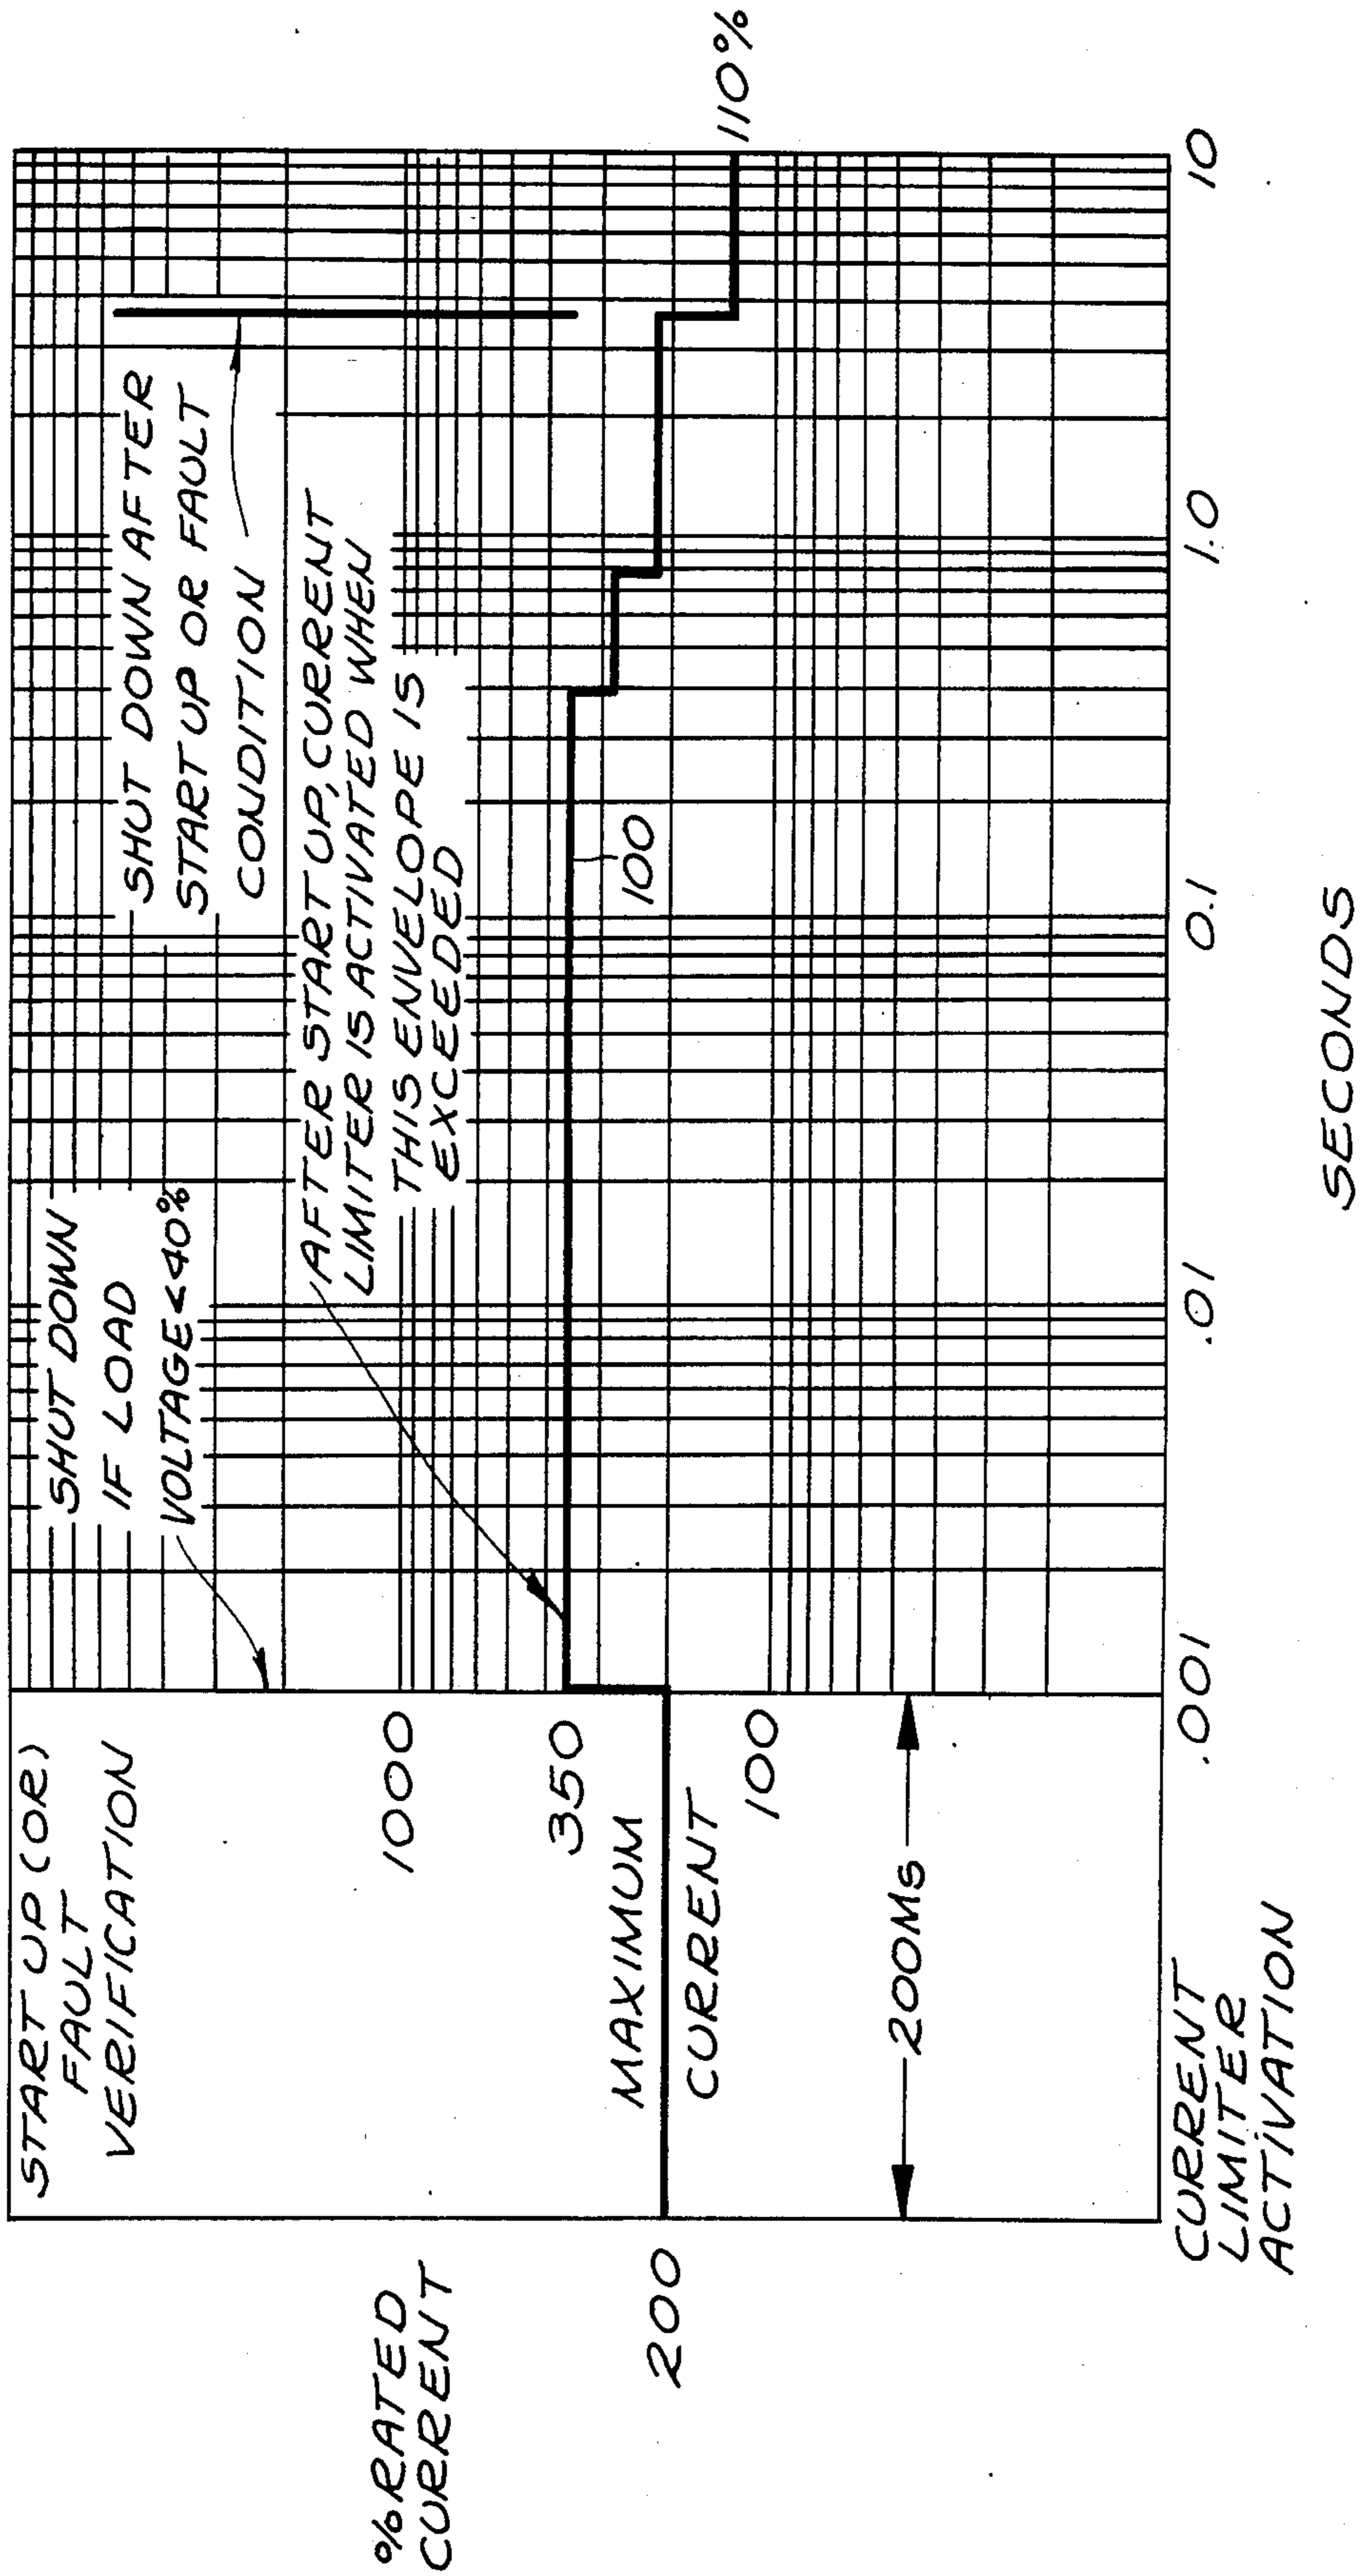 START UP (OR)
FAULT
VERIFICATION
SHUT DOWN
IF LOAD
VOLTAGE<40%
SHUT DOWN AFTER
START UP OR FAULT
CONDITION
AFTER START UP, CURRENT
LIMITER IS ACTIVATED WHEN
THIS ENVELOPE IS
EXCEEDED
% RATED
CURRENT
1000
350
MAXIMUM
200
CURRENT
100
100
110%
200Ms
CURRENT
LIMITER
ACTIVATION
.001
.01
0.1
1.0
10
SECONDS